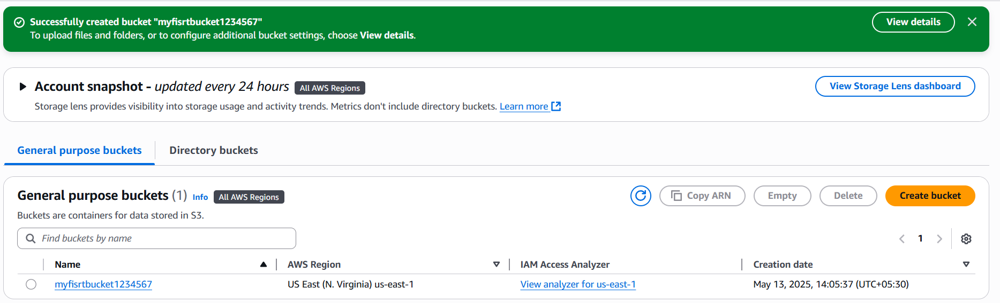 Successfully created bucket "myfisrtbucket1234567"
To upload files and folders, or to configure additional bucket settings, choose View details.
View details
Account snapshot - updated every 24 hours All AWS Regions
View Storage Lens dashboard
Storage lens provides visibility into storage usage and activity trends. Metrics don't include directory buckets. Learn more
General purpose buckets Directory buckets
General purpose buckets (1) Info All AWS Regions
Copy ARN Empty Delete Create bucket
Buckets are containers for data stored in S3.
Find buckets by name
1
Name AWS Region IAM Access Analyzer Creation date
myfisrtbucket1234567 US East (N. Virginia) us-east-1 View analyzer for us-east-1 May 13, 2025, 14:05:37 (UTC+05:30)